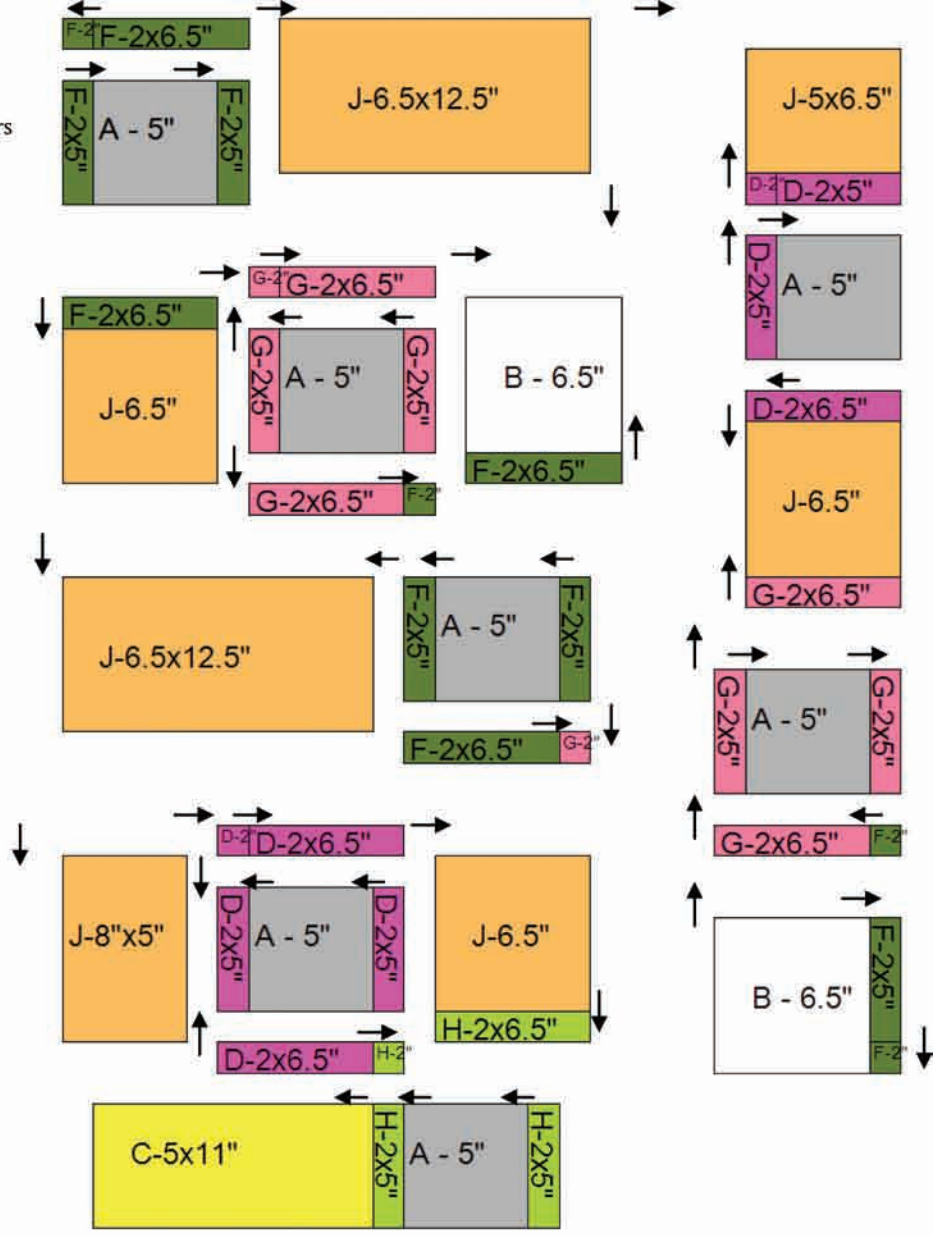 F-2" F-2x6.5"
J-6.5x12.5"
rs
F-2x5"
A - 5"
F-2x5"
G-2" G-2x6.5"
F-2x6.5"
J-6.5"
G-2x5"
A - 5"
G-2x5"
B - 6.5"
F-2x6.5"
G-2x6.5" F-2"
J-6.5x12.5"
F-2x5"
A - 5"
F-2x5"
F-2x6.5" G-2"
D-2" D-2x6.5"
J-8"x5"
D-2x5"
A - 5"
D-2x5"
J-6.5"
H-2x6.5"
D-2x6.5" H-2"
C-5x11"
H-2x5"
A - 5"
H-2x5"
J-5x6.5"
D-2" D-2x5"
D-2x5"
A - 5"
D-2x6.5"
J-6.5"
G-2x6.5"
G-2x5"
A - 5"
G-2x5"
G-2x6.5" F-2"
B - 6.5"
F-2x5"
F-2"